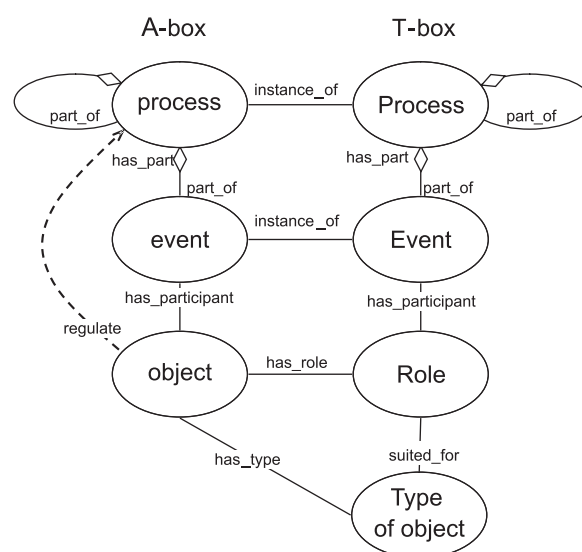 A-box
T-box
process
instance_of
Process
part_of
part_of
has_part
has_part
part_of
part_of
event
instance_of
Event
has_participant
has_participant
regulate
object
has_role
Role
has_type
suited_for
Type
of object